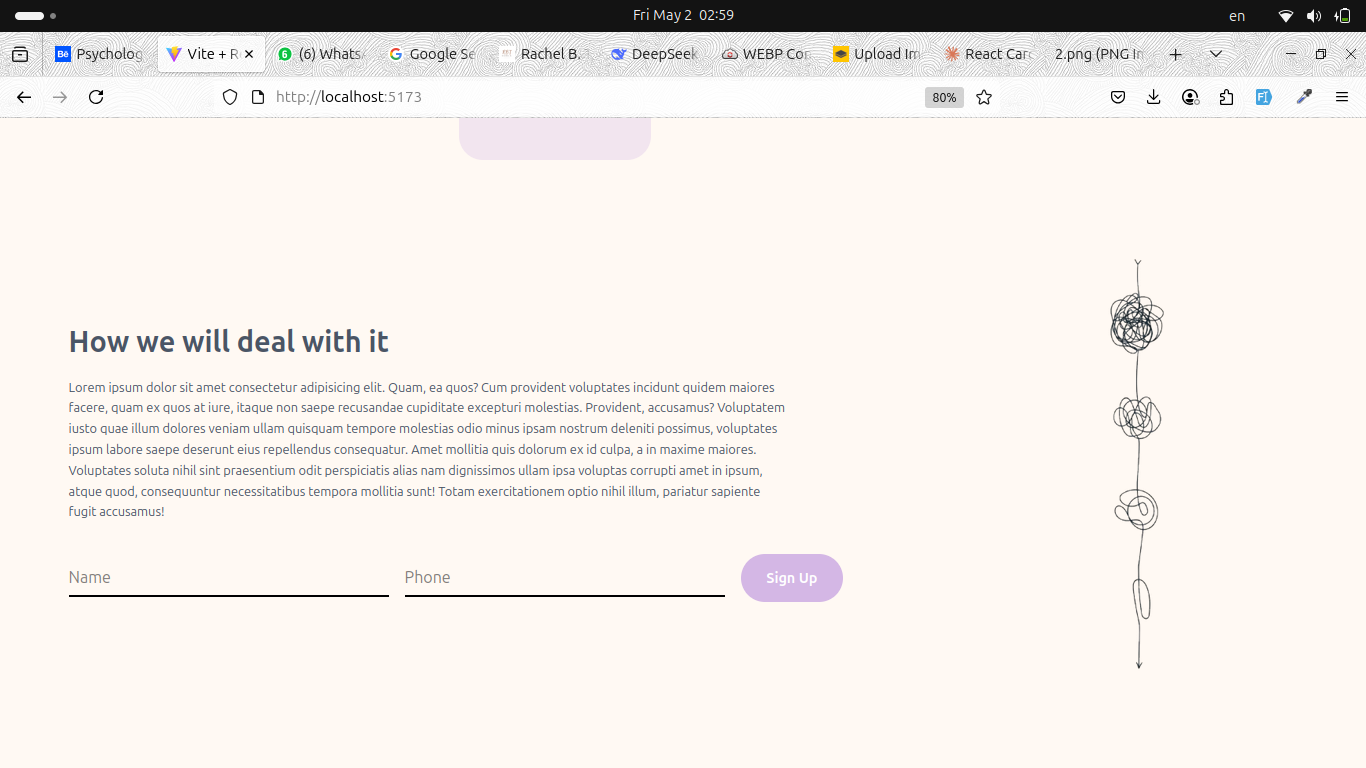 Fri May 2 02:59
en
Psycholog
Vite + R
(6) Whats
Google Se
Rachel B.
DeepSeek
WEBP Con
Upload Im
React Card
2.png (PNG Im
http://localhost:5173
80%
How we will deal with it
Lorem ipsum dolor sit amet consectetur adipisicing elit. Quam, ea quos? Cum provident voluptates incidunt quidem maiores
facere, quam ex quos at iure, itaque non saepe recusandae cupiditate excepturi molestias. Provident, accusamus? Voluptatem
iusto quae illum dolores veniam ullam quisquam tempore molestias odio minus ipsam nostrum deleniti possimus, voluptates
ipsum labore saepe deserunt eius repellendus consequatur. Amet mollitia quis dolorum ex id culpa, a in maxime maiores.
Voluptates soluta nihil sint praesentium odit perspiciatis alias nam dignissimos ullam ipsa voluptas corrupti amet in ipsum,
atque quod, consequuntur necessitatibus tempora mollitia sunt! Totam exercitationem optio nihil illum, pariatur sapiente
fugit accusamus!
Name
Phone
Sign Up